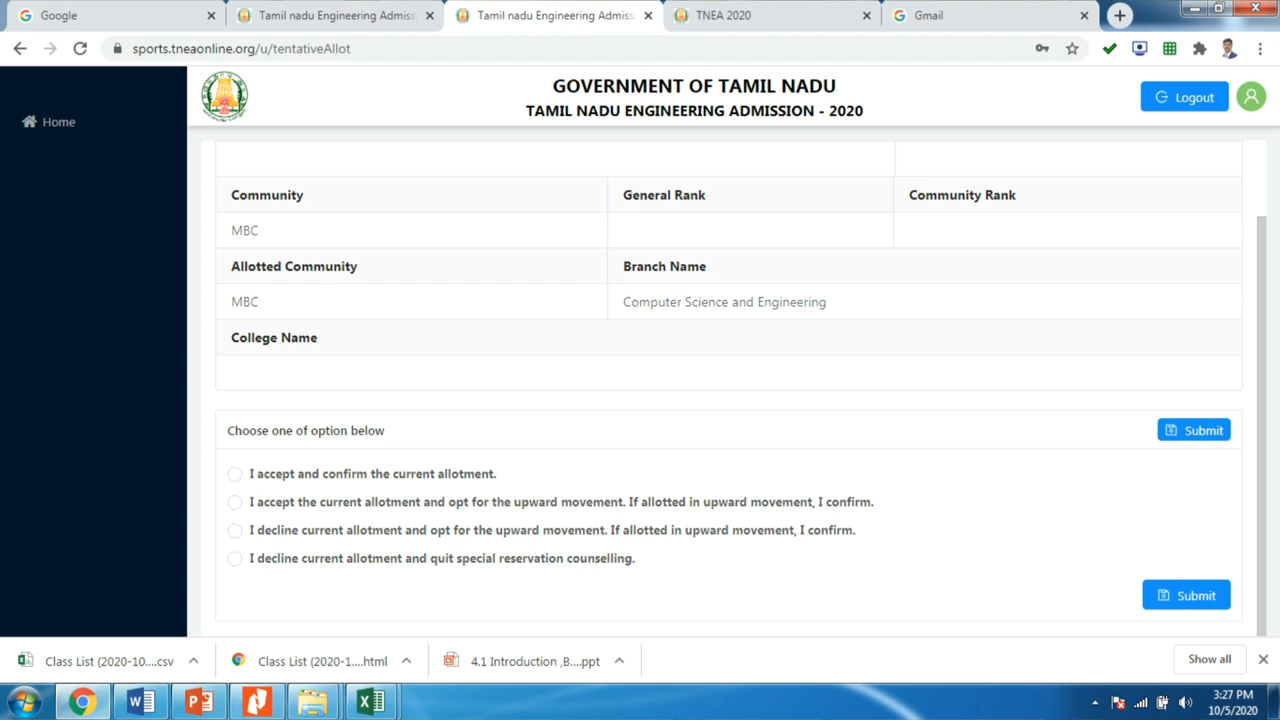 Google
Tamil nadu Engineering Admiss
Tamil nadu Engineering Admiss
TNEA 2020
Gmail
sports.tneaonline.org/u/tentativeAllot
GOVERNMENT OF TAMIL NADU
TAMIL NADU ENGINEERING ADMISSION - 2020
Logout
Home
Community General Rank Community Rank
MBC
Allotted Community Branch Name
MBC Computer Science and Engineering
College Name
Choose one of option below
Submit
I accept and confirm the current allotment.
I accept the current allotment and opt for the upward movement. If allotted in upward movement, I confirm.
I decline current allotment and opt for the upward movement. If allotted in upward movement, I confirm.
I decline current allotment and quit special reservation counselling.
Submit
Class List (2020-10....csv
Class List (2020-1....html
4.1 Introduction ,B....ppt
Show all
3:27 PM
10/5/2020